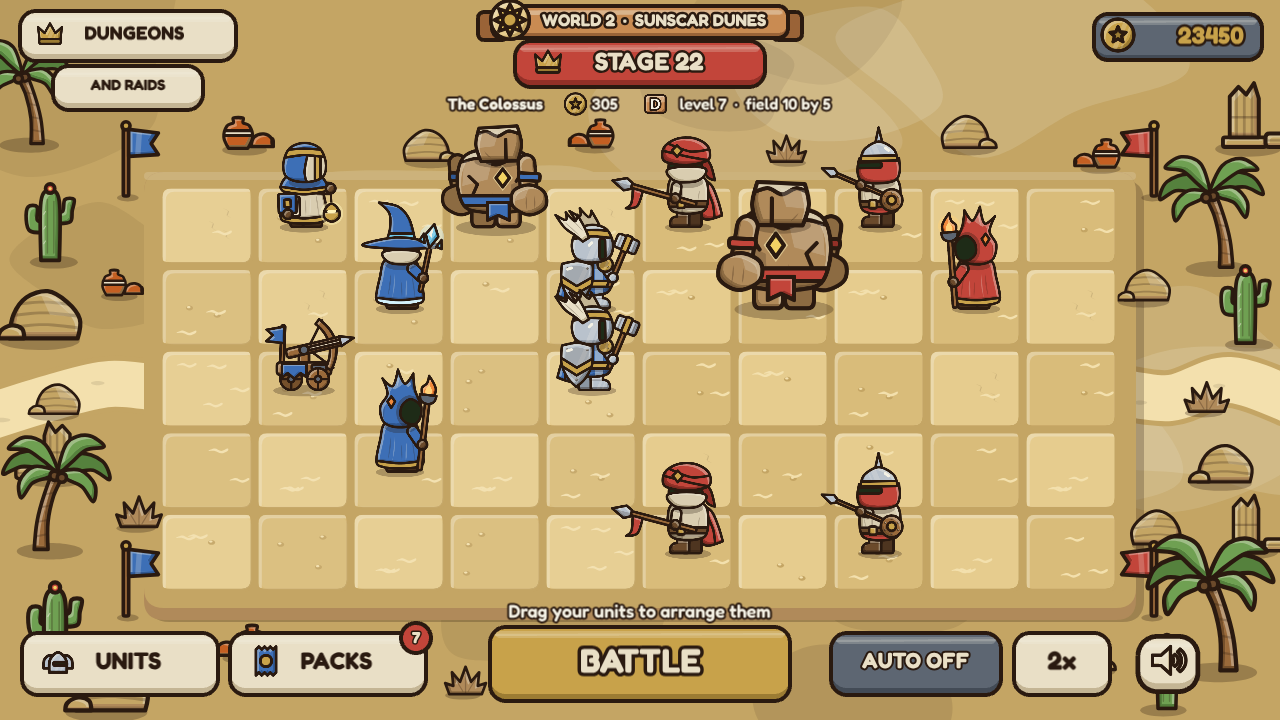 DUNGEONS
AND RAIDS
WORLD 2 · SUNSCAR DUNES
STAGE 22
The Colossus 305 D level 7 · field 10 by 5
23450
Drag your units to arrange them
UNITS
PACKS
7
BATTLE
AUTO OFF
2x